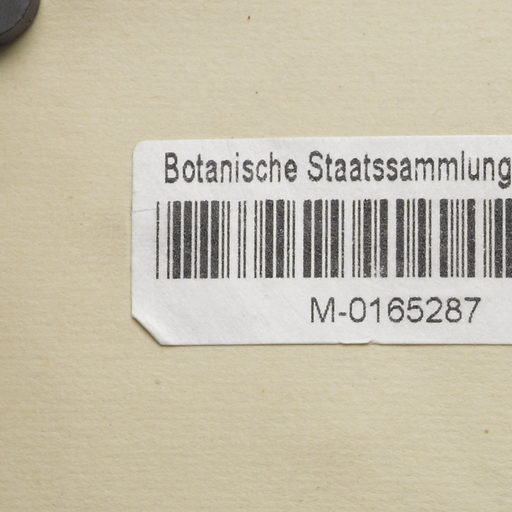 Botanische Staatssammlung
M-0165287